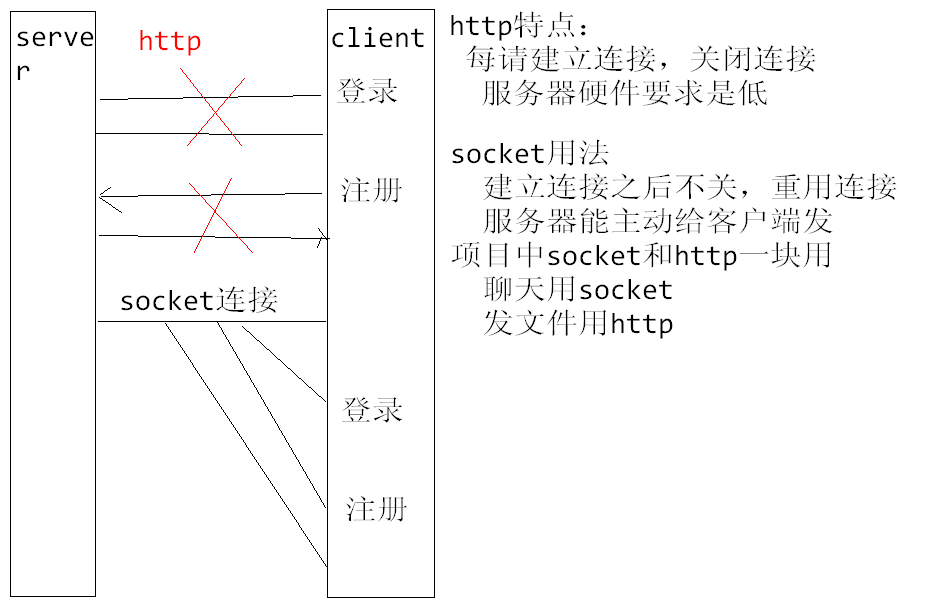 server
http
client
登录
注册
socket连接
登录
注册
http特点：
每请建立连接，关闭连接
服务器硬件要求是低
socket用法
建立连接之后不关，重用连接
服务器能主动给客户端发
项目中socket和http一块用
聊天用socket
发文件用http